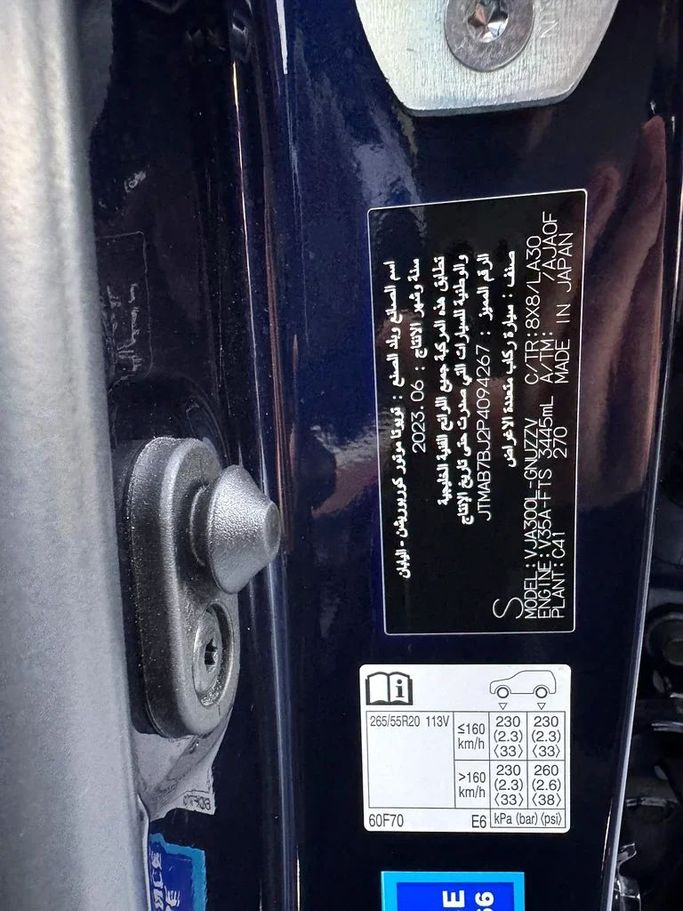 اسم الصانع وبلد الصنع : تويوتا موتور كوربوريشن - اليابان
سنة وشهر الانتاج : 2023. 06
تطابق هذه المركبة جميع اللوائح الفنية الخليجية
والوطنية للسيارات التي صدرت حتى تاريخ الإنتاج
الرقم المميز : JTMAB7BJ2P4094267
صنف : سيارة ركاب متعددة الاغراض
S
MODEL:VJA300L-GNUZZV C/TR:8X8/LA30
ENGINE:V35A-FTS 3445mL A/TM: /AJA0F
PLANT:C41 270 MADE IN JAPAN
265/55R20 113V
≤160 km/h 230 (2.3) ⟨33⟩ 230 (2.3) ⟨33⟩
>160 km/h 230 (2.3) ⟨33⟩ 260 (2.6) ⟨38⟩
60F70 E6 kPa (bar) ⟨psi⟩